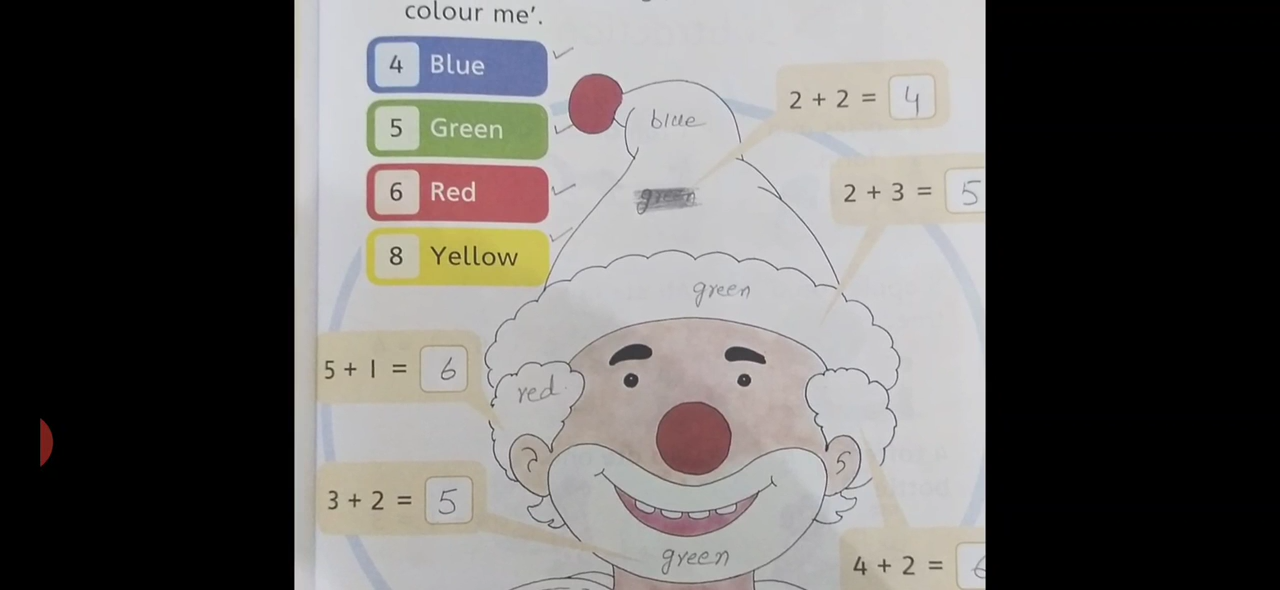 colour me'.
4 Blue
5 Green
6 Red
8 Yellow
blue
2 + 2 = 4
2 + 3 = 5
green
5 + 1 = 6
red
3 + 2 = 5
green
4 + 2 = 6